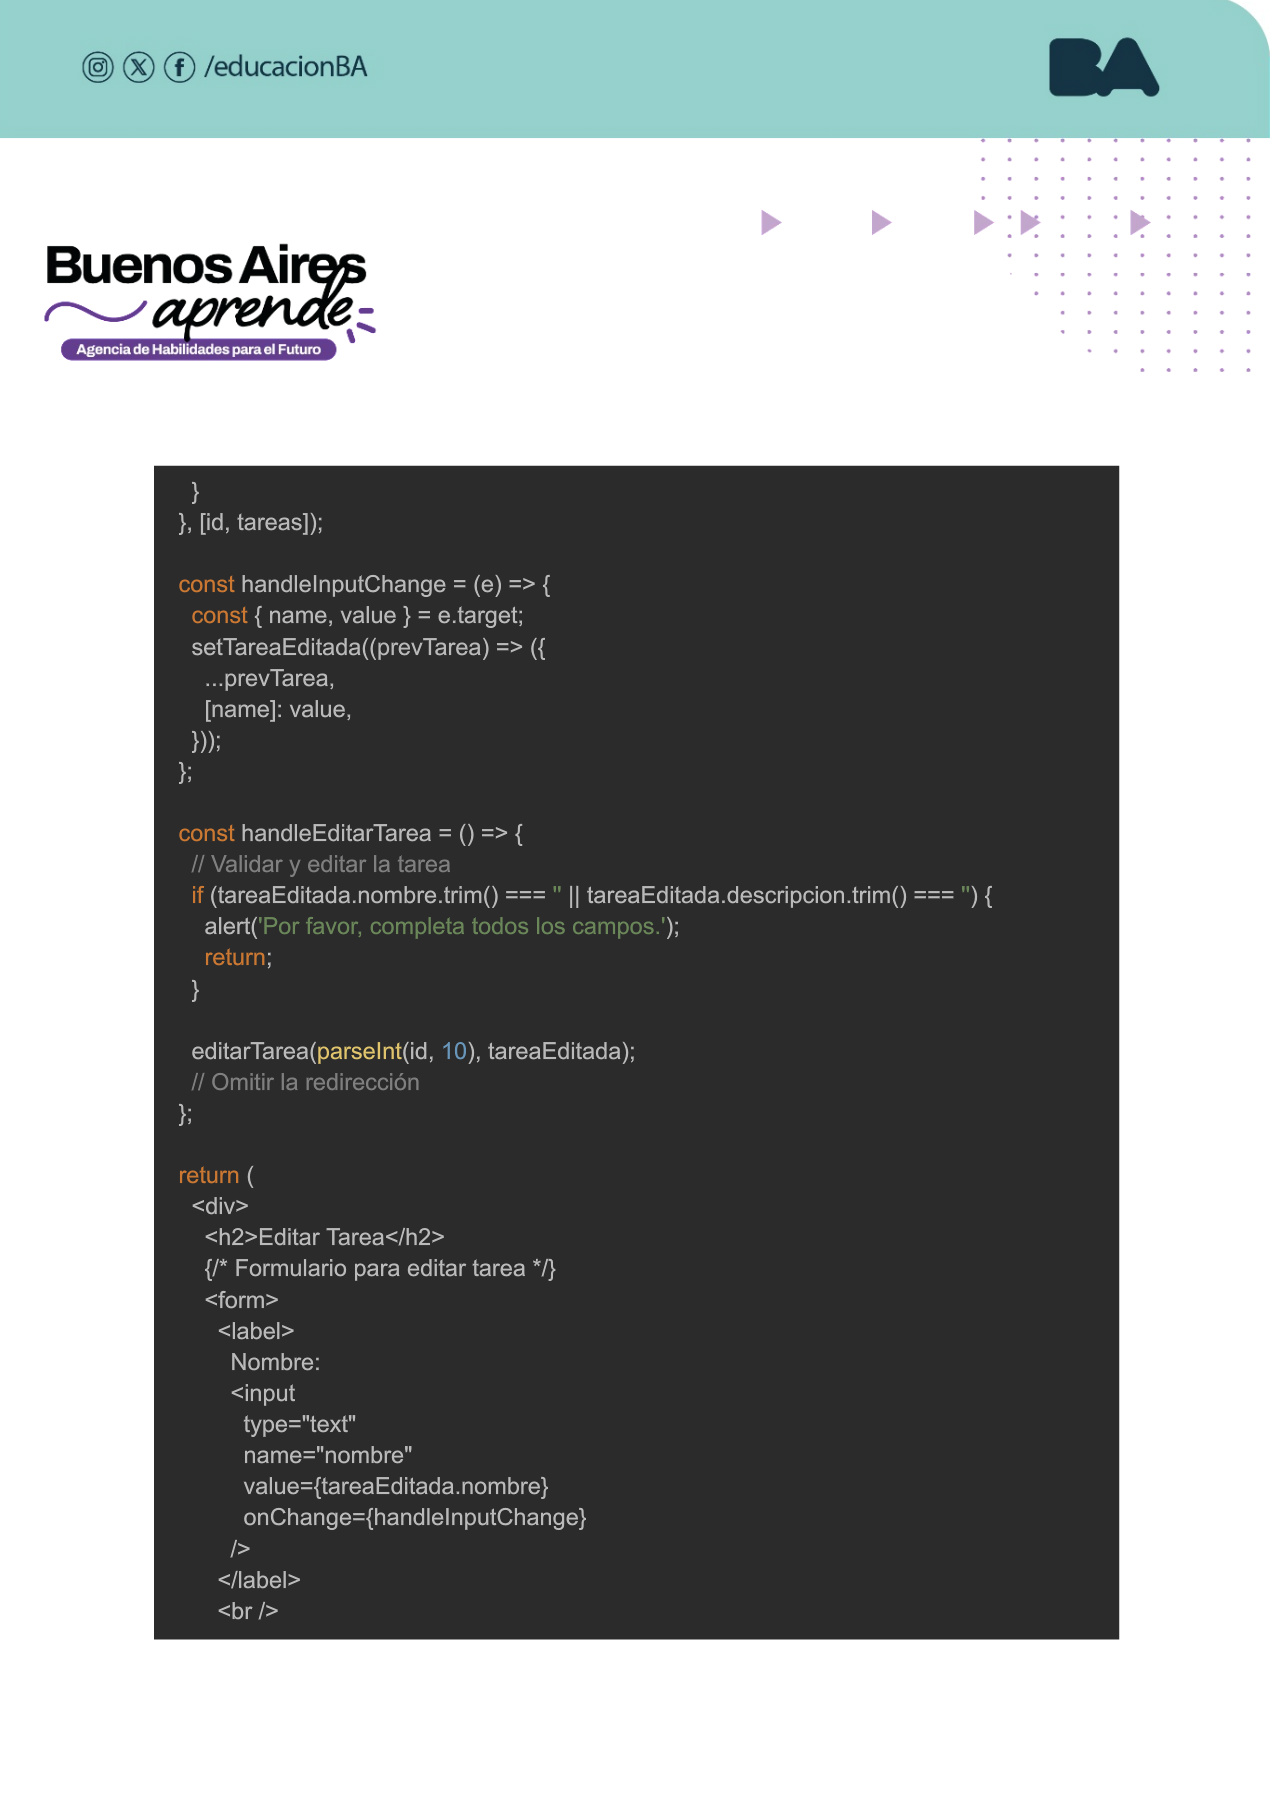 /educacionBA
BA
Buenos Aires
aprende
Agencia de Habilidades para el Futuro
}
}, [id, tareas]);
const handleInputChange = (e) => {
const { name, value } = e.target;
setTareaEditada((prevTarea) => ({
...prevTarea,
[name]: value,
}));
};
const handleEditarTarea = () => {
// Validar y editar la tarea
if (tareaEditada.nombre.trim() === '' || tareaEditada.descripcion.trim() === '') {
alert('Por favor, completa todos los campos.');
return;
}
editarTarea(parseInt(id, 10), tareaEditada);
// Omitir la redirección
};
return (
<div>
<h2>Editar Tarea</h2>
{/* Formulario para editar tarea */}
<form>
<label>
Nombre:
<input
type="text"
name="nombre"
value={tareaEditada.nombre}
onChange={handleInputChange}
/>
</label>
<br />